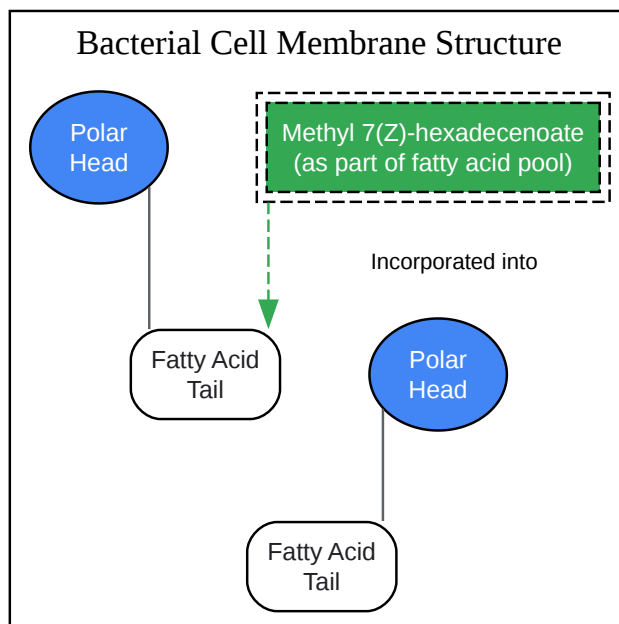 Bacterial Cell Membrane Structure
Polar
Head
Methyl 7(Z)-hexadecenoate
(as part of fatty acid pool)
Incorporated into
Fatty Acid
Tail
Polar
Head
Fatty Acid
Tail